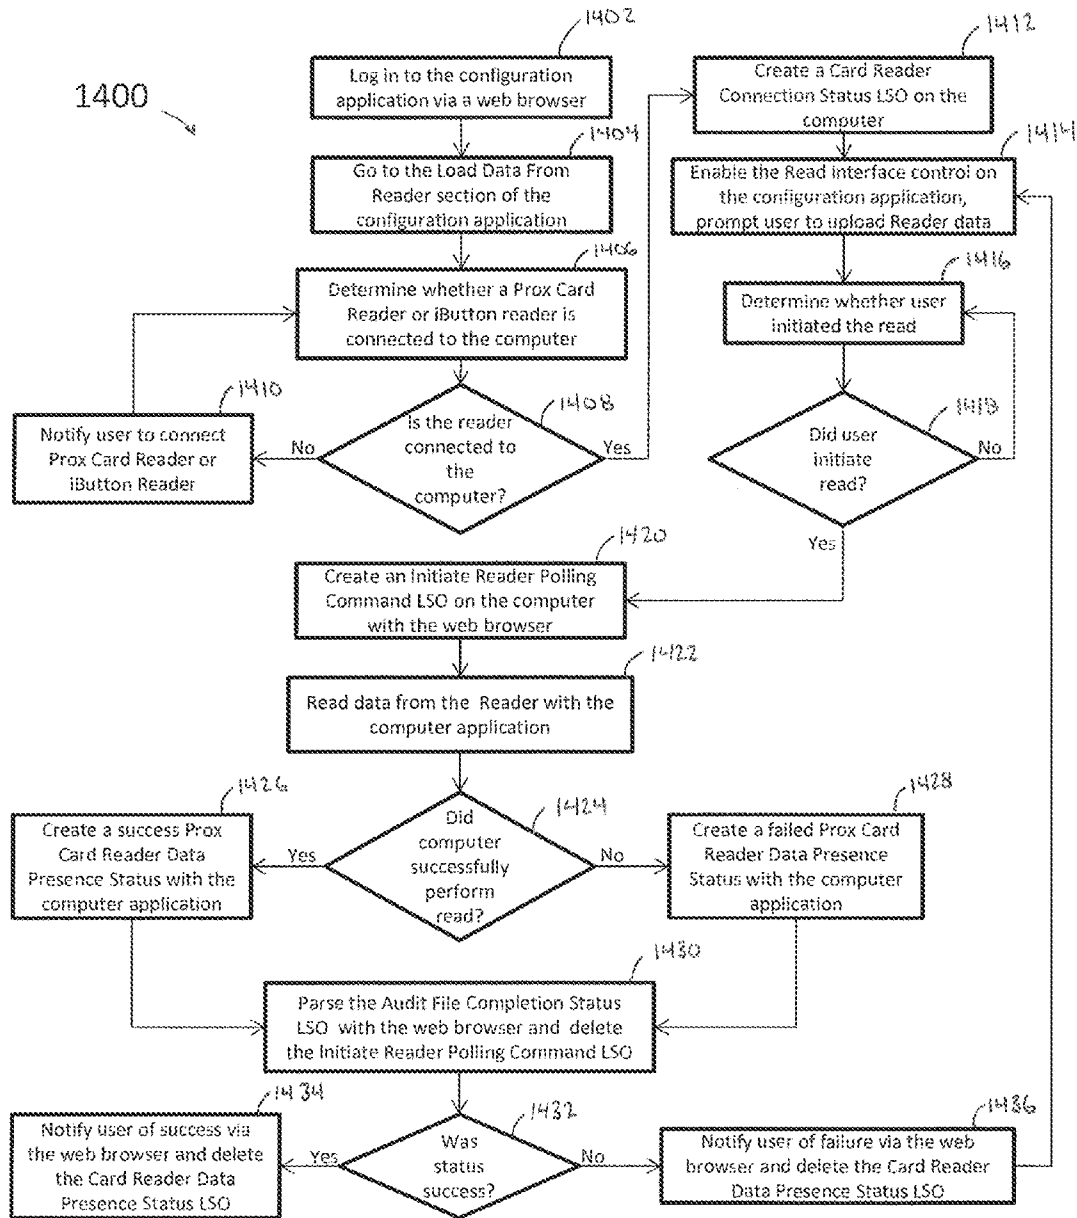 1400
1402
Log in to the configuration
application via a web browser
1404
Go to the Load Data From
Reader section of the
configuration application
1406
Determine whether a Prox Card
Reader or iButton reader is
connected to the computer
1408
Is the reader
connected to
the
computer?
No
Yes
1410
Notify user to connect
Prox Card Reader or
iButton Reader
1412
Create a Card Reader
Connection Status LSO on the
computer
1414
Enable the Read interface control on
the configuration application,
prompt user to upload Reader data
1416
Determine whether user
initiated the read
1418
Did user
initiate
read?
No
Yes
1420
Create an Initiate Reader Polling
Command LSO on the computer
with the web browser
1422
Read data from the Reader with the
computer application
1424
Did
computer
successfully
perform
read?
Yes
No
1426
Create a success Prox
Card Reader Data
Presence Status with the
computer application
1428
Create a failed Prox Card
Reader Data Presence
Status with the computer
application
1430
Parse the Audit File Completion Status
LSO with the web browser and delete
the Initiate Reader Polling Command LSO
1432
Was
status
success?
Yes
No
1434
Notify user of success via
the web browser and delete
the Card Reader Data
Presence Status LSO
1436
Notify user of failure via the web
browser and delete the Card Reader
Data Presence Status LSO